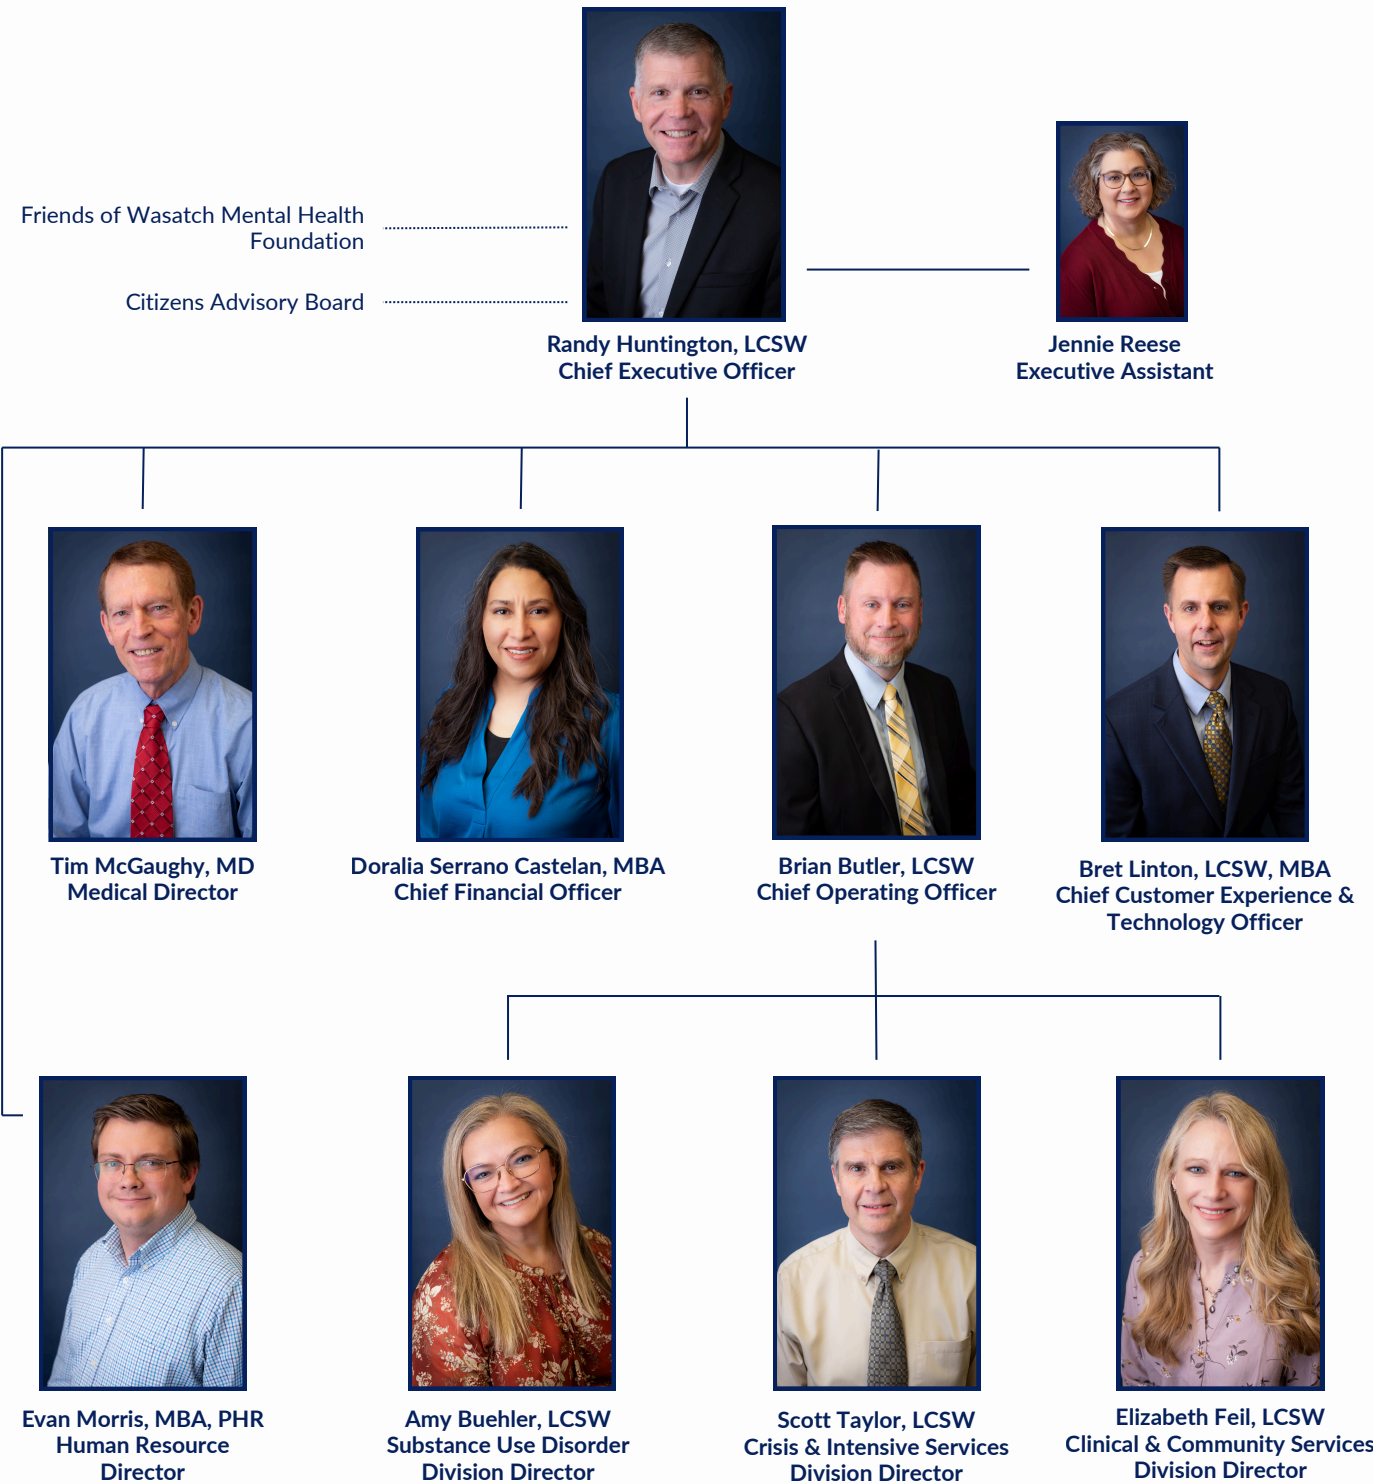 Friends of Wasatch Mental Health
Foundation
Citizens Advisory Board
Randy Huntington, LCSW
Chief Executive Officer
Jennie Reese
Executive Assistant
Tim McGaughy, MD
Medical Director
Doralia Serrano Castelan, MBA
Chief Financial Officer
Brian Butler, LCSW
Chief Operating Officer
Bret Linton, LCSW, MBA
Chief Customer Experience &
Technology Officer
Evan Morris, MBA, PHR
Human Resource
Director
Amy Buehler, LCSW
Substance Use Disorder
Division Director
Scott Taylor, LCSW
Crisis & Intensive Services
Division Director
Elizabeth Feil, LCSW
Clinical & Community Services
Division Director